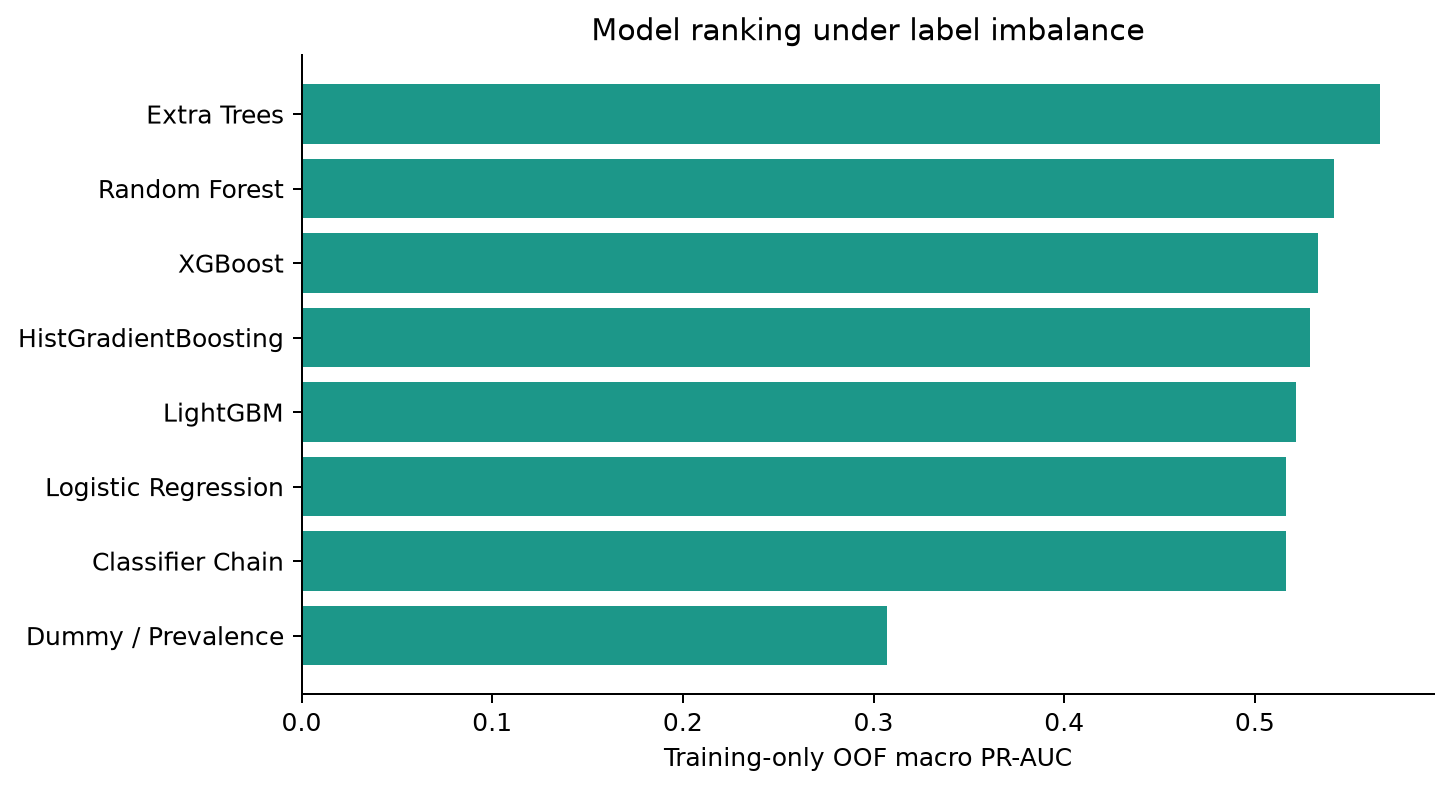 Model ranking under label imbalance
Extra Trees
Random Forest
XGBoost
HistGradientBoosting
LightGBM
Logistic Regression
Classifier Chain
Dummy / Prevalence
0.0 0.1 0.2 0.3 0.4 0.5
Training-only OOF macro PR-AUC